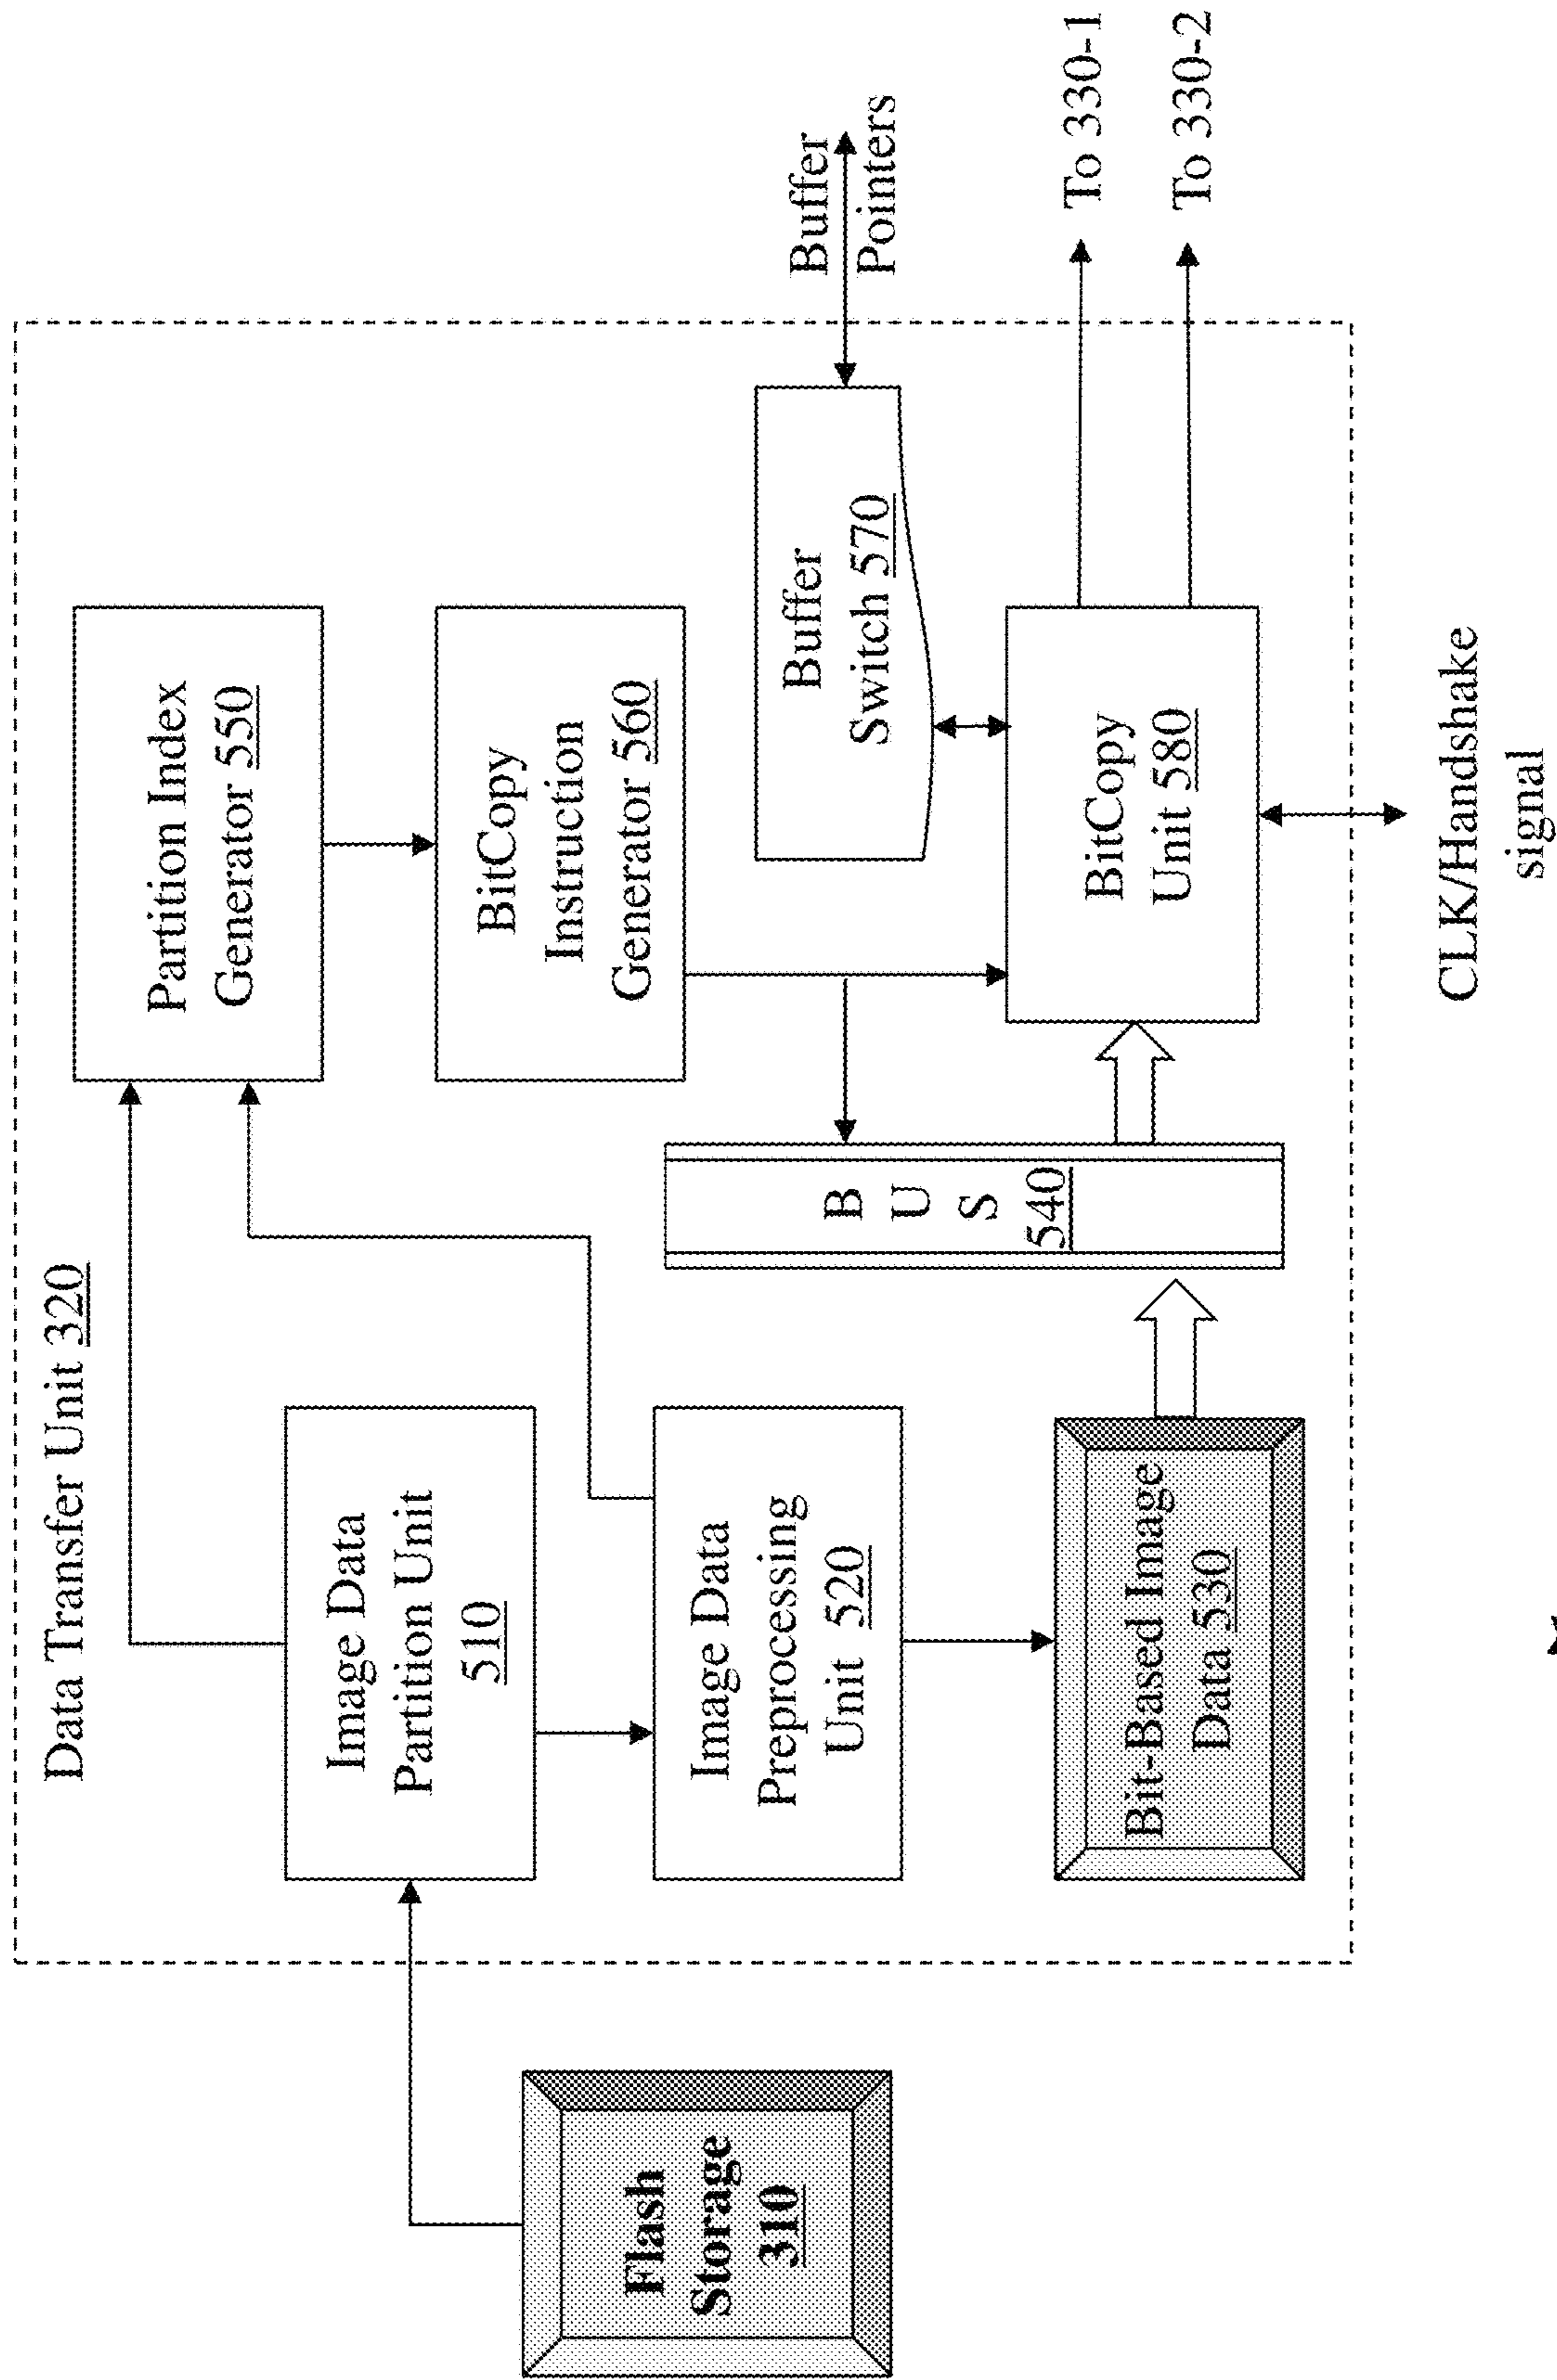 Data Transfer Unit 320
Flash
Storage
310
Image Data
Partition Unit
510
Image Data
Preprocessing
Unit 520
Bit-Based Image
Data 530
B
U
S
540
Partition Index
Generator 550
BitCopy
Instruction
Generator 560
Buffer
Switch 570
BitCopy
Unit 580
Buffer
Pointers
To 330-1
To 330-2
CLK/Handshake
signal